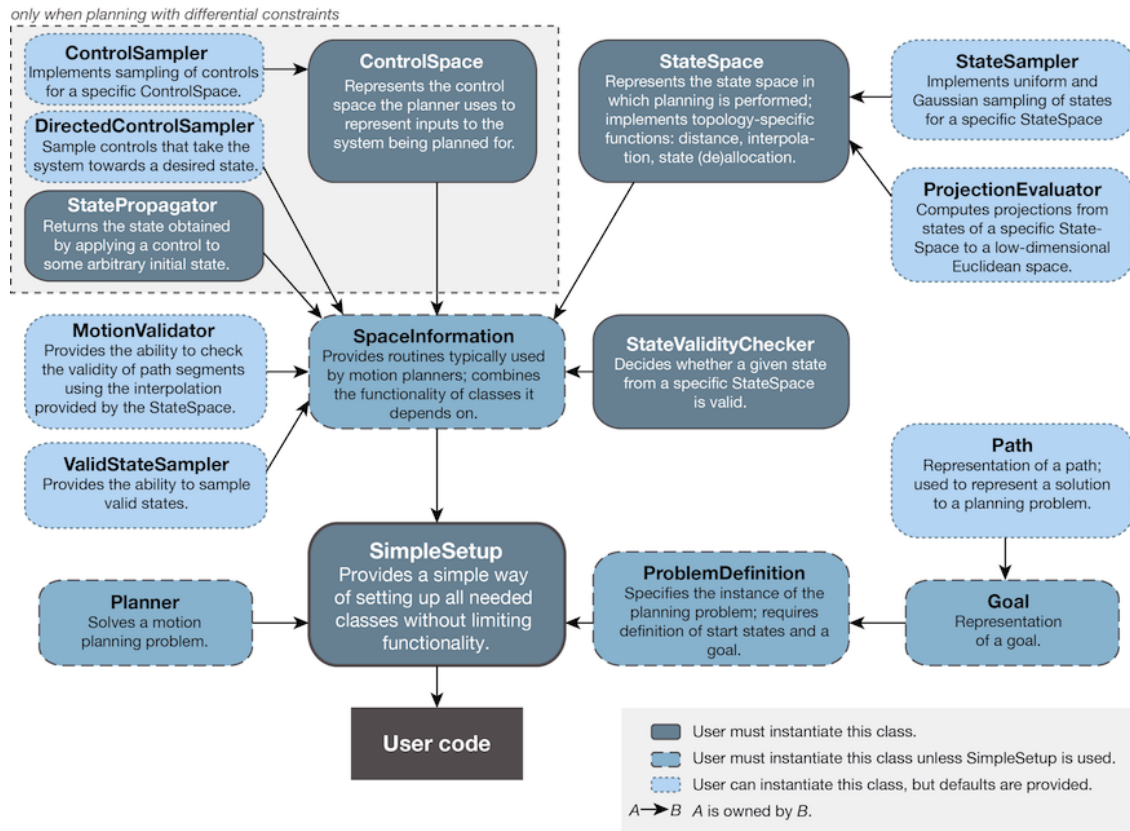 only when planning with differential constraints
ControlSampler
Implements sampling of controls
for a specific ControlSpace.
DirectedControlSampler
Sample controls that take the
system towards a desired state.
StatePropagator
Returns the state obtained
by applying a control to
some arbitrary initial state.
ControlSpace
Represents the control
space the planner uses to
represent inputs to the
system being planned for.
StateSpace
Represents the state space in
which planning is performed;
implements topology-specific
functions: distance, interpola-
tion, state (de)allocation.
StateSampler
Implements uniform and
Gaussian sampling of states
for a specific StateSpace
ProjectionEvaluator
Computes projections from
states of a specific State-
Space to a low-dimensional
Euclidean space.
MotionValidator
Provides the ability to check
the validity of path segments
using the interpolation
provided by the StateSpace.
SpaceInformation
Provides routines typically used
by motion planners; combines
the functionality of classes it
depends on.
StateValidityChecker
Decides whether a given state
from a specific StateSpace
is valid.
ValidStateSampler
Provides the ability to sample
valid states.
Path
Representation of a path;
used to represent a solution
to a planning problem.
Planner
Solves a motion
planning problem.
SimpleSetup
Provides a simple way
of setting up all needed
classes without limiting
functionality.
ProblemDefinition
Specifies the instance of the
planning problem; requires
definition of start states and a
goal.
Goal
Representation
of a goal.
User code
User must instantiate this class.
User must instantiate this class unless SimpleSetup is used.
User can instantiate this class, but defaults are provided.
A B A is owned by B.